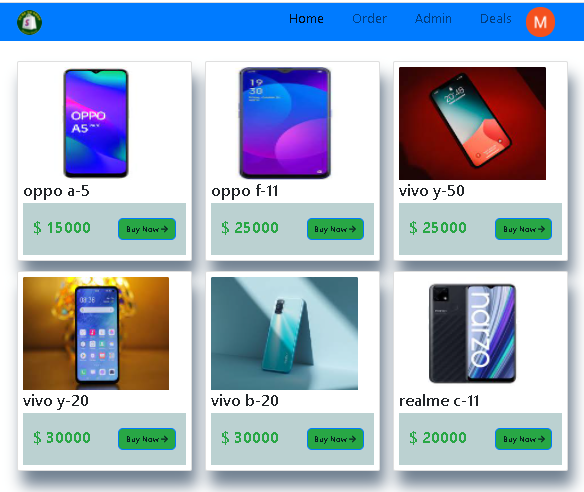 Home Order Admin Deals M
OPPO
A5
19
30
20:49
oppo a-5 oppo f-11 vivo y-50
$ 15000 Buy Now → $ 25000 Buy Now → $ 25000 Buy Now →
08:36
narzo
vivo y-20 vivo b-20 realme c-11
$ 30000 Buy Now → $ 30000 Buy Now → $ 20000 Buy Now →